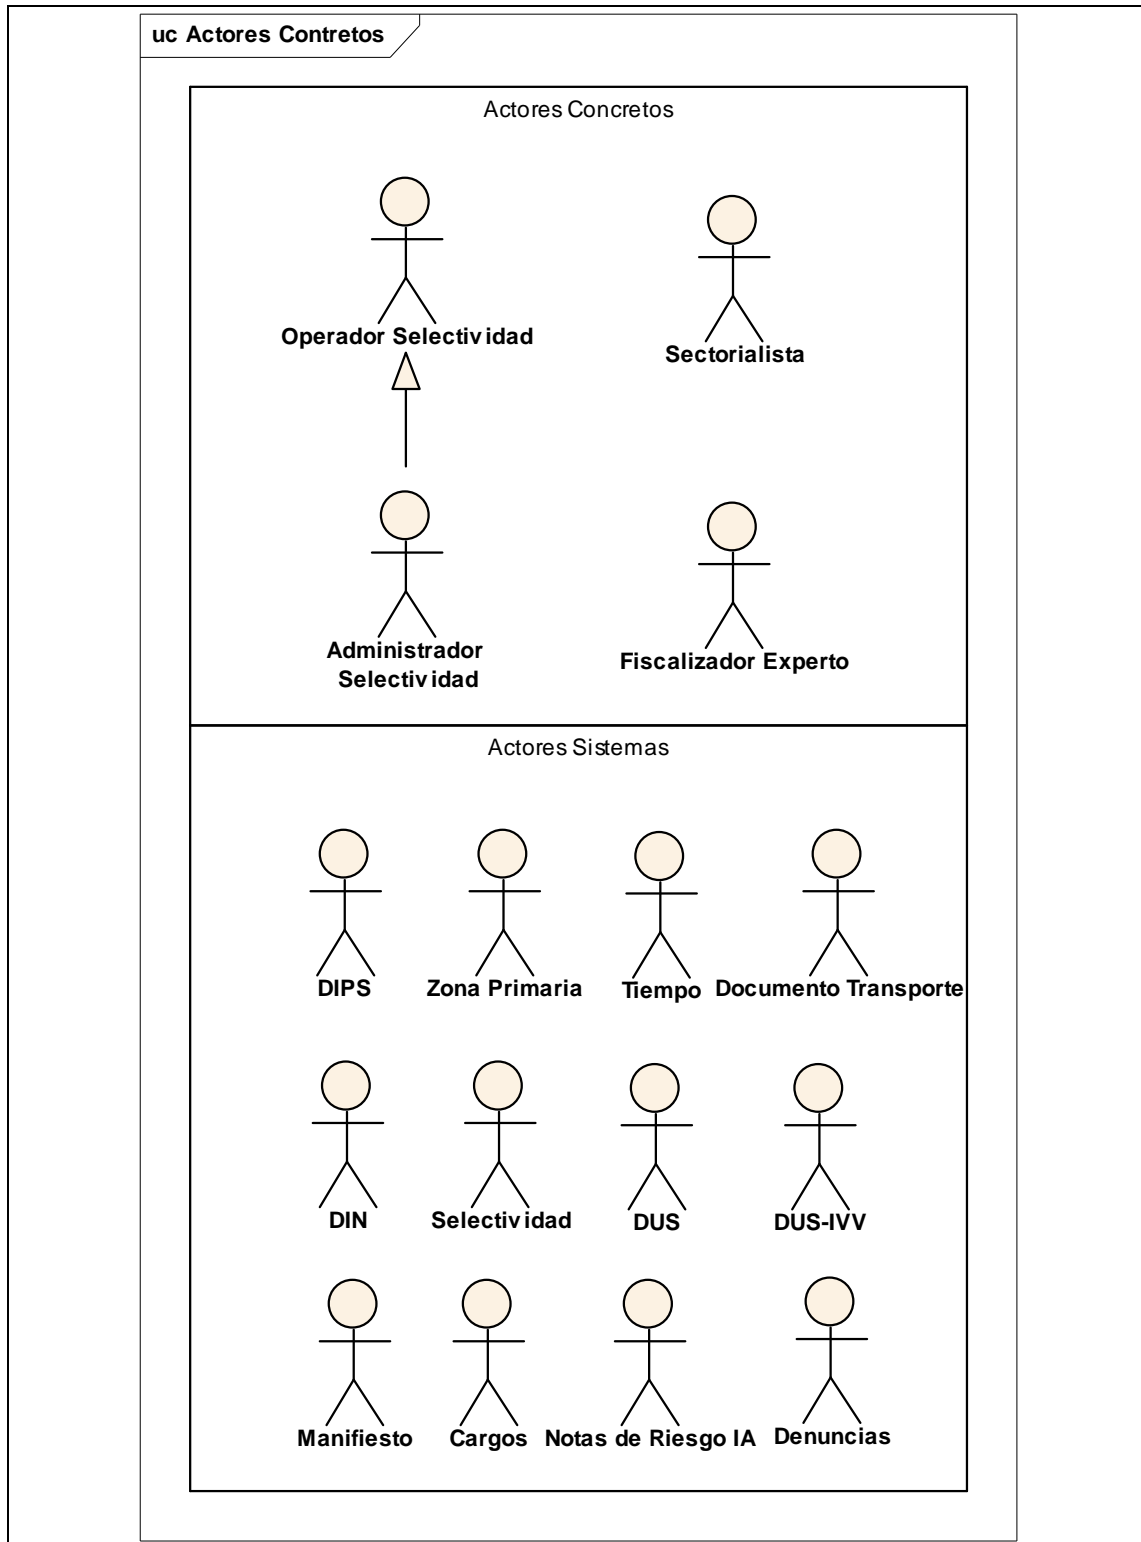 uc Actores Contretos
Actores Concretos
Operador Selectividad
Sectorialista
Administrador
Selectividad
Fiscalizador Experto
Actores Sistemas
DIPS
Zona Primaria
Tiempo
Documento Transporte
DIN
Selectividad
DUS
DUS-IVV
Manifiesto
Cargos
Notas de Riesgo IA
Denuncias